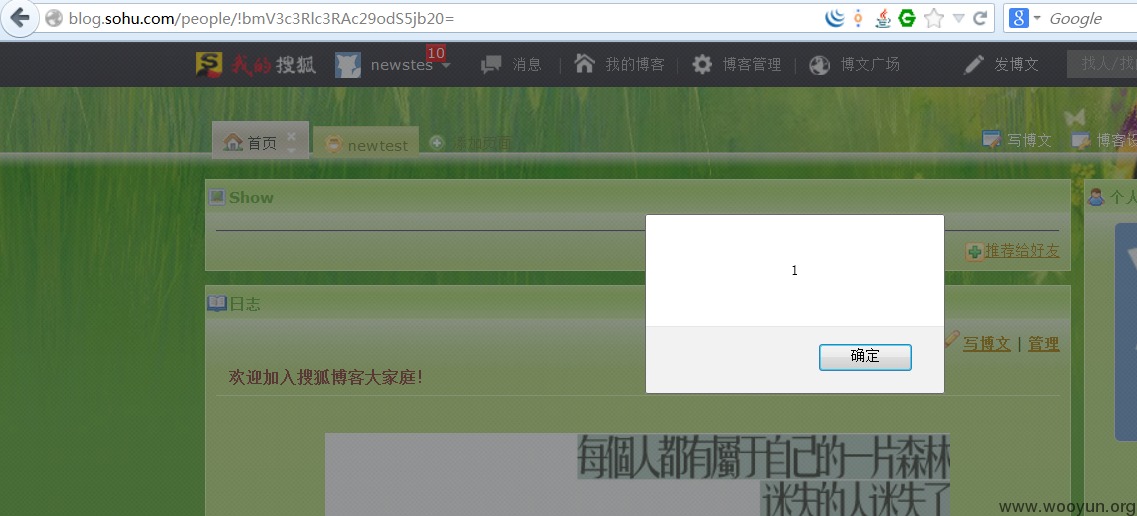 blog.sohu.com/people/!bmV3c3Rlc3RAc29odS5jb20=
Google
我的搜狐 newstes 10 消息 我的博客 博客管理 博文广场 发博文 找人/找
首页 newtest 添加页面 写博文 博客设
Show 个人
推荐给好友
1
确定
日志
写博文 | 管理
欢迎加入搜狐博客大家庭!
每個人都有屬于自己的一片森林
迷失的人迷失了
www.wooyun.org